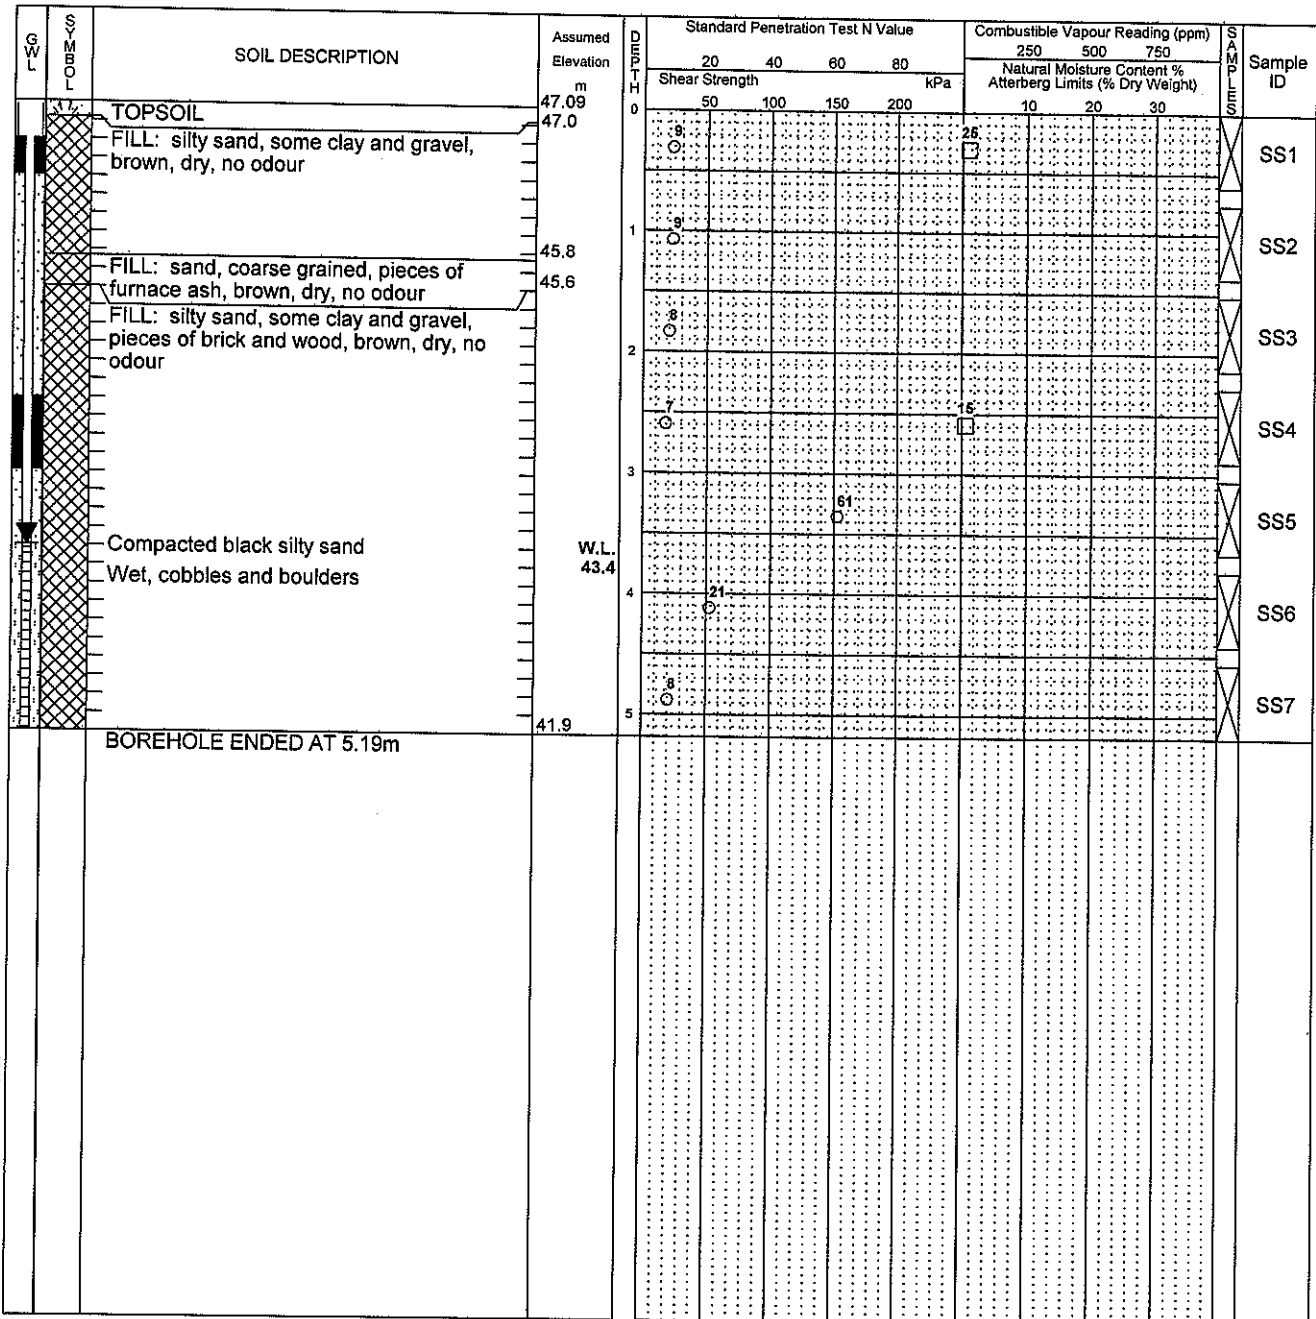 GWL
SYMBOL
SOIL DESCRIPTION
Assumed
Elevation
m
DEPTH
Standard Penetration Test N Value
20 40 60 80
Shear Strength kPa
50 100 150 200
Combustible Vapour Reading (ppm)
250 500 750
Natural Moisture Content %
Atterberg Limits (% Dry Weight)
10 20 30
SAMPLES
Sample
ID
47.09
0
TOPSOIL
47.0
FILL: silty sand, some clay and gravel,
brown, dry, no odour
9
25
SS1
1
9
SS2
45.8
FILL: sand, coarse grained, pieces of
furnace ash, brown, dry, no odour
45.6
FILL: silty sand, some clay and gravel,
pieces of brick and wood, brown, dry, no
odour
8
SS3
2
7
15
SS4
3
61
SS5
Compacted black silty sand
W.L.
43.4
Wet, cobbles and boulders
4
21
SS6
8
SS7
5
41.9
BOREHOLE ENDED AT 5.19m